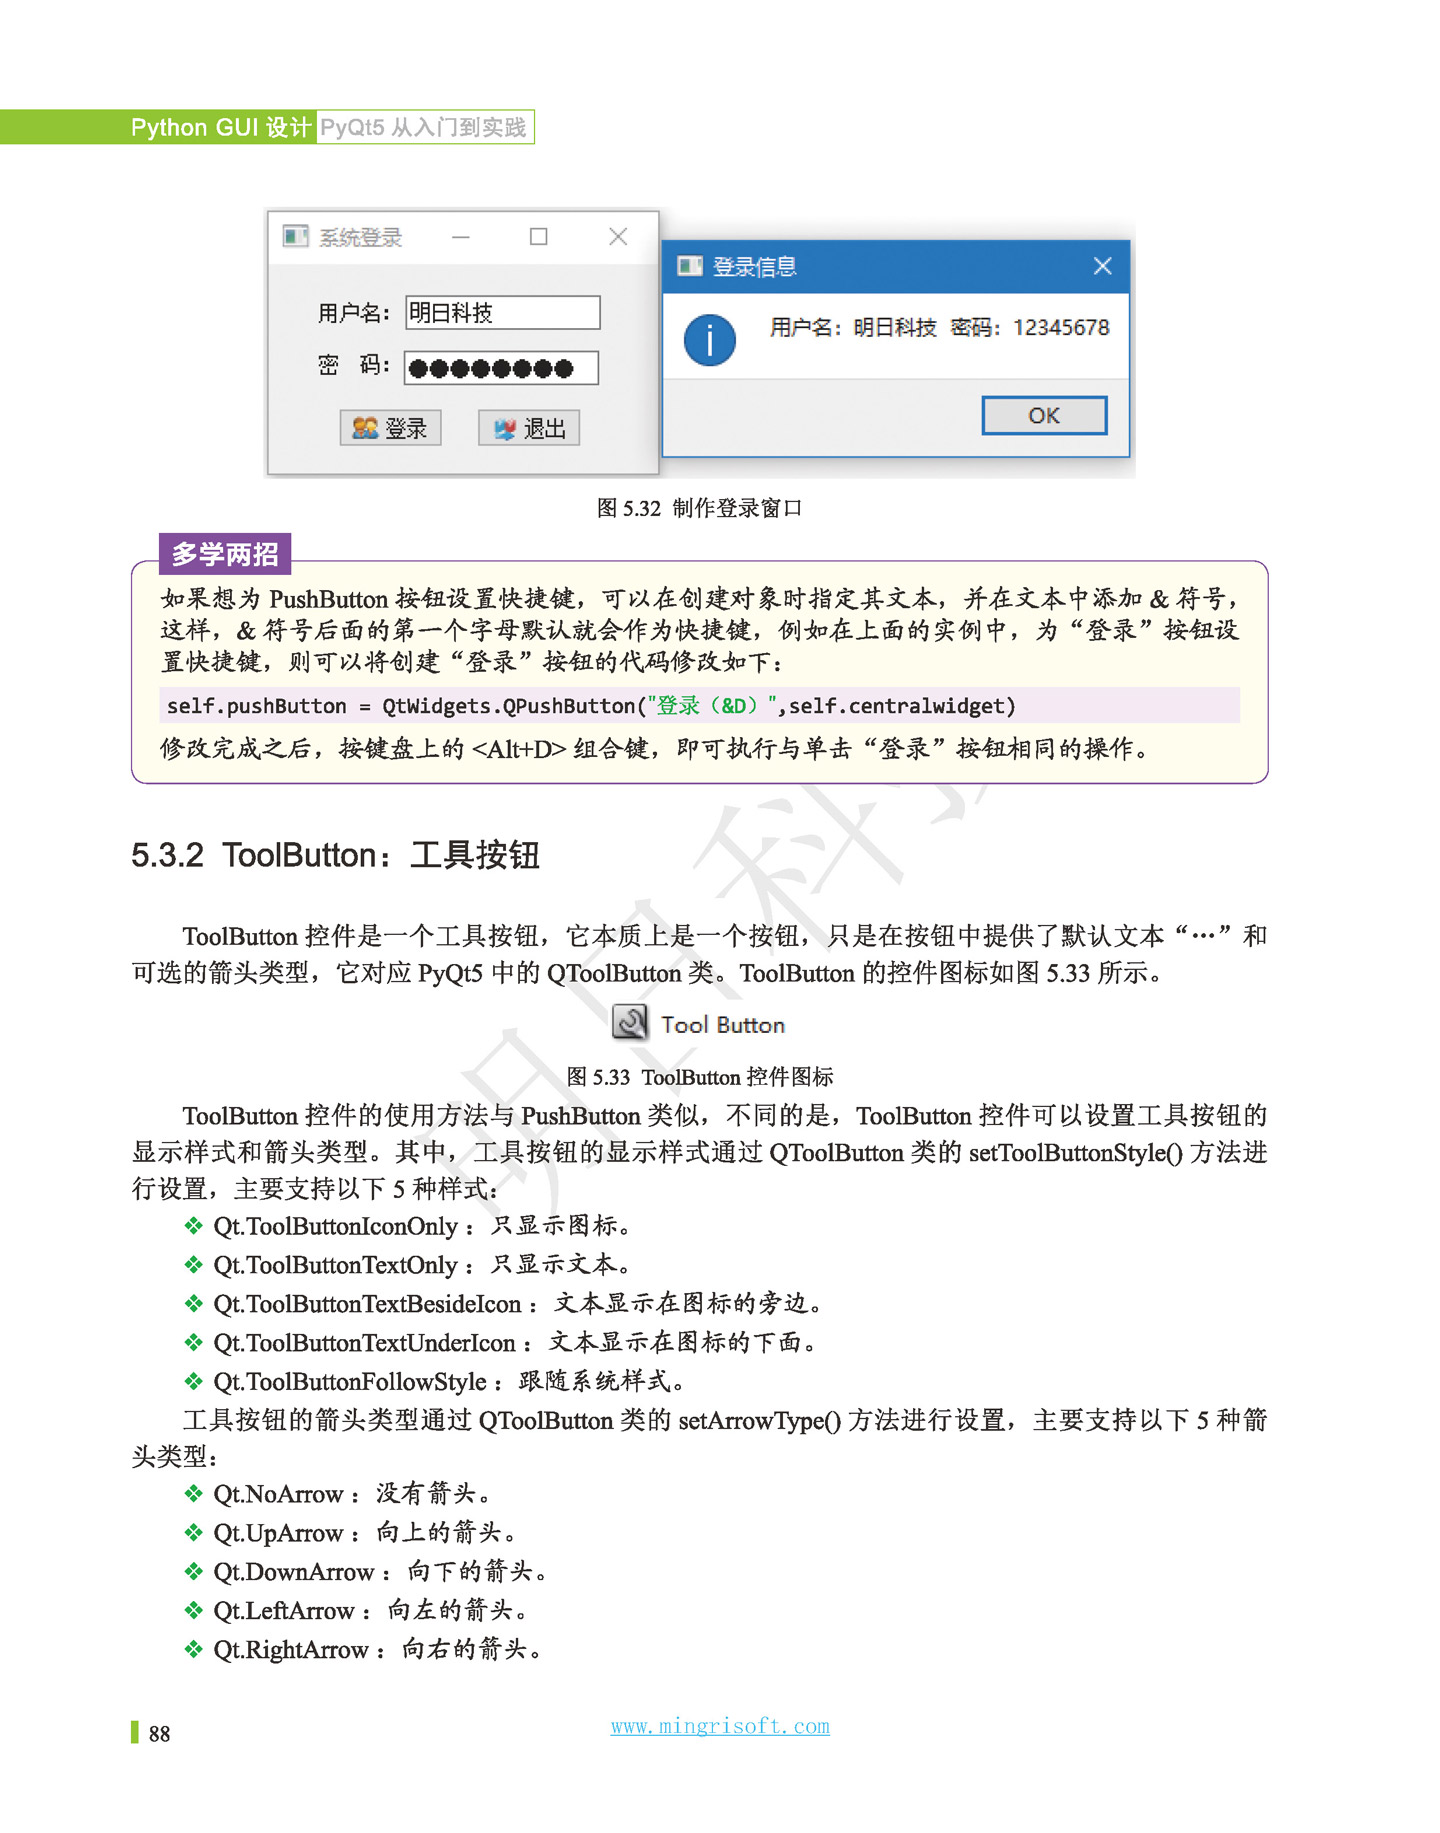 Python GUI 设计 PyQt5 从入门到实践
系统登录
登录信息
用户名：明日科技
用户名：明日科技 密码：12345678
密 码：●●●●●●●●
登录 退出
OK
图 5.32 制作登录窗口
多学两招
如果想为 PushButton 按钮设置快捷键，可以在创建对象时指定其文本，并在文本中添加 & 符号，
这样，& 符号后面的第一个字母默认就会作为快捷键，例如在上面的实例中，为“登录”按钮设
置快捷键，则可以将创建“登录”按钮的代码修改如下：
self.pushButton = QtWidgets.QPushButton("登录（&D）",self.centralwidget)
修改完成之后，按键盘上的 <Alt+D> 组合键，即可执行与单击“登录”按钮相同的操作。
5.3.2 ToolButton：工具按钮
ToolButton 控件是一个工具按钮，它本质上是一个按钮，只是在按钮中提供了默认文本“…”和
可选的箭头类型，它对应 PyQt5 中的 QToolButton 类。ToolButton 的控件图标如图 5.33 所示。
Tool Button
图 5.33 ToolButton 控件图标
ToolButton 控件的使用方法与 PushButton 类似，不同的是，ToolButton 控件可以设置工具按钮的
显示样式和箭头类型。其中，工具按钮的显示样式通过 QToolButton 类的 setToolButtonStyle() 方法进
行设置，主要支持以下 5 种样式：
❖ Qt.ToolButtonIconOnly：只显示图标。
❖ Qt.ToolButtonTextOnly：只显示文本。
❖ Qt.ToolButtonTextBesideIcon：文本显示在图标的旁边。
❖ Qt.ToolButtonTextUnderIcon：文本显示在图标的下面。
❖ Qt.ToolButtonFollowStyle：跟随系统样式。
工具按钮的箭头类型通过 QToolButton 类的 setArrowType() 方法进行设置，主要支持以下 5 种箭
头类型：
❖ Qt.NoArrow：没有箭头。
❖ Qt.UpArrow：向上的箭头。
❖ Qt.DownArrow：向下的箭头。
❖ Qt.LeftArrow：向左的箭头。
❖ Qt.RightArrow：向右的箭头。
明日科技
88
www.mingrisoft.com